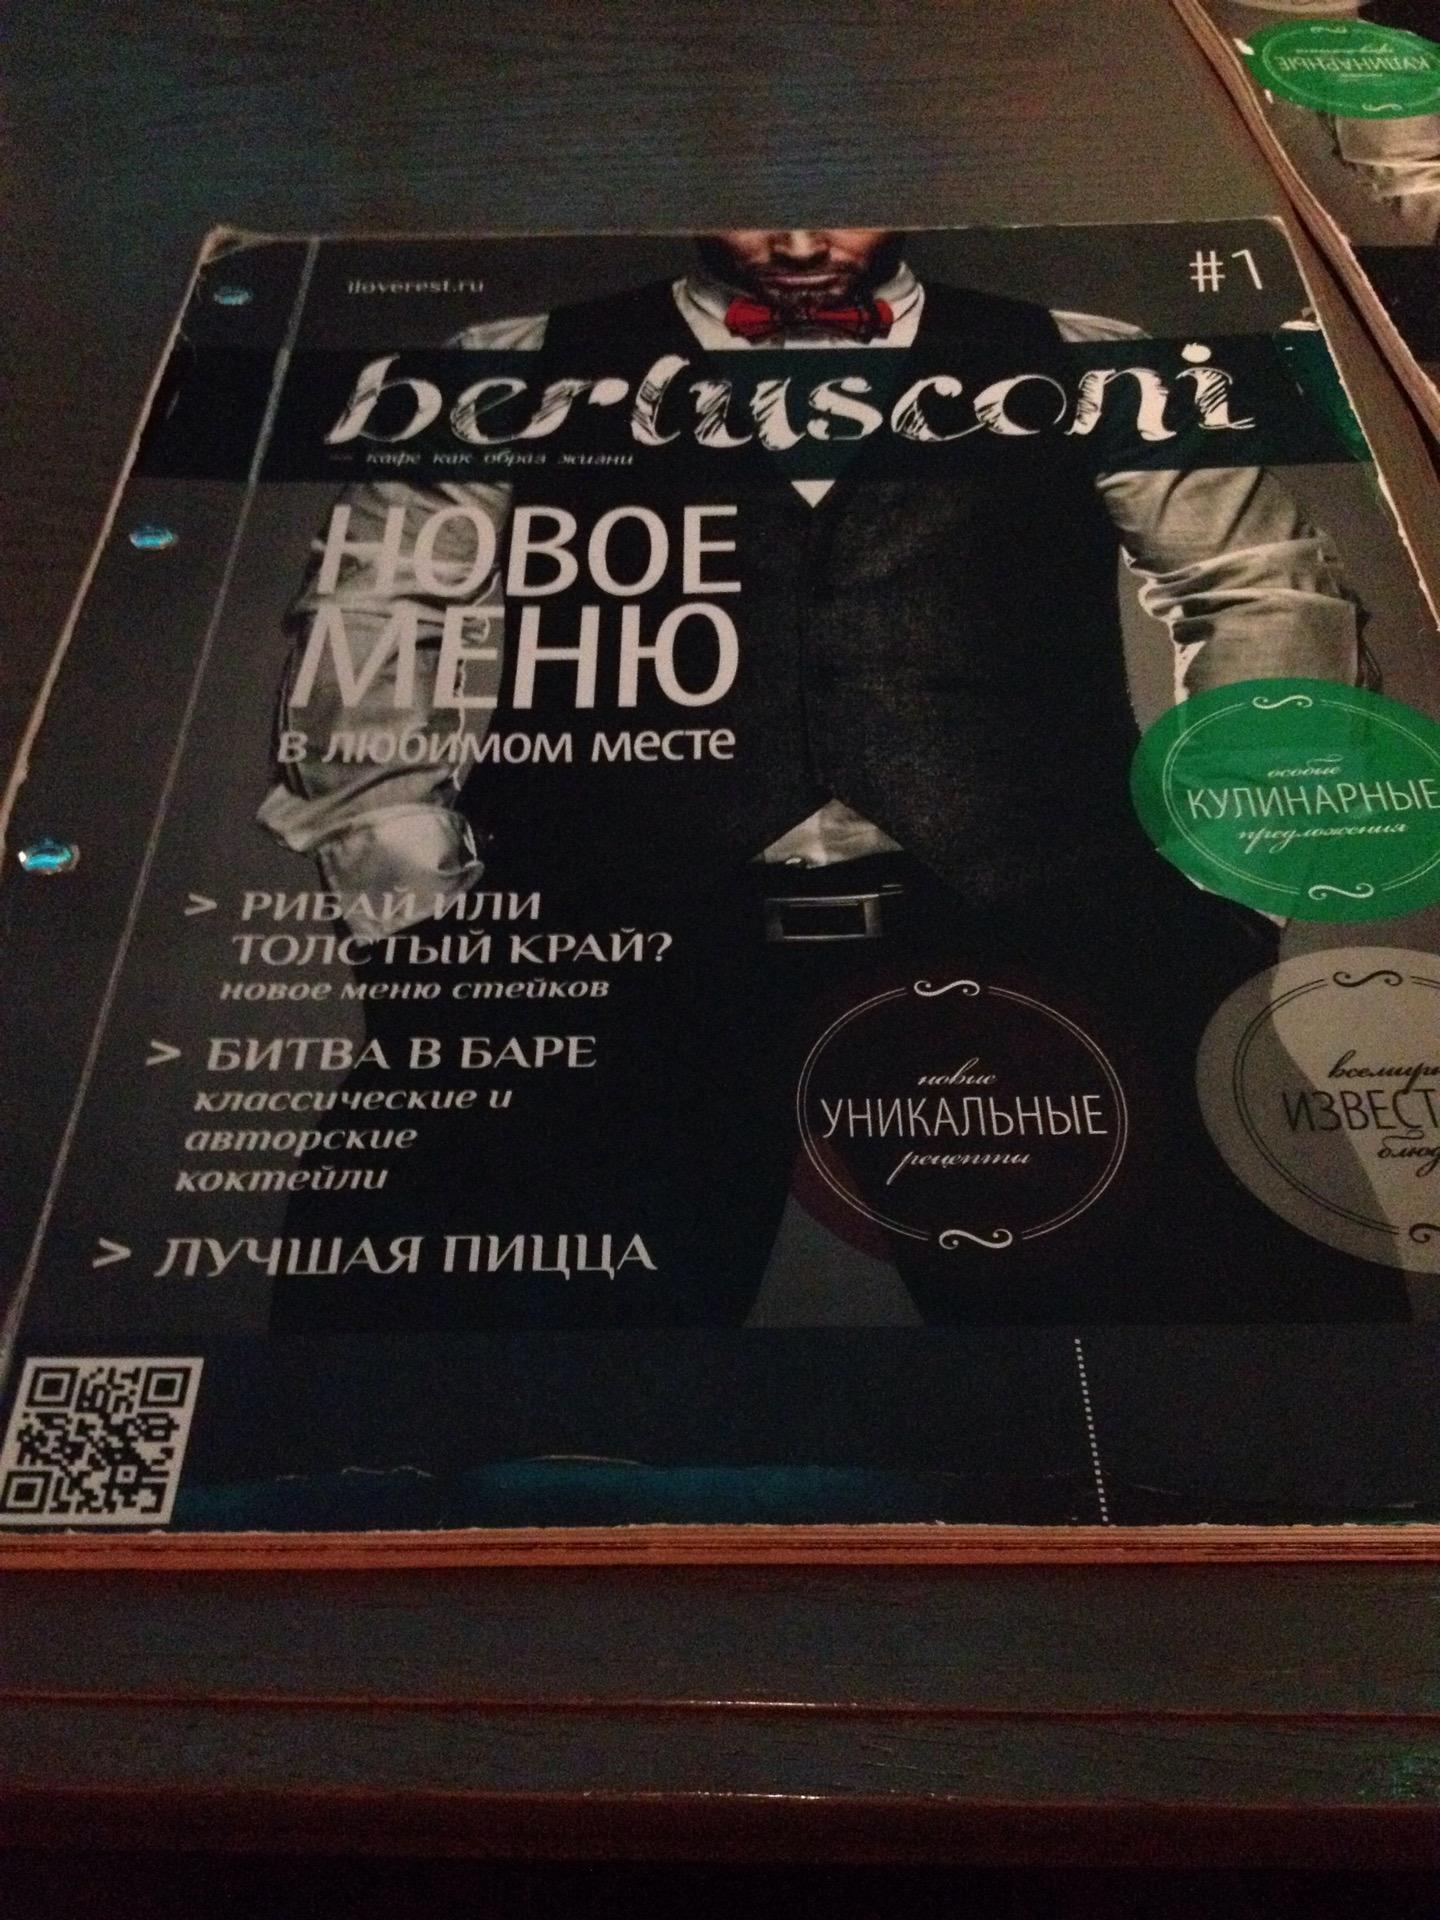 iloverest.ru
#1
berlusconi
кафе как образ жизни
НОВОЕ
МЕНЮ
в любимом месте
особые
КУЛИНАРНЫЕ
предложения
> РИБАЙ ИЛИ
ТОЛСТЫЙ КРАЙ?
новое меню стейков
> БИТВА В БАРЕ
классические и
авторские
коктейли
> ЛУЧШАЯ ПИЦЦА
новые
УНИКАЛЬНЫЕ
рецепты
КУЛИНАРНЫЕ